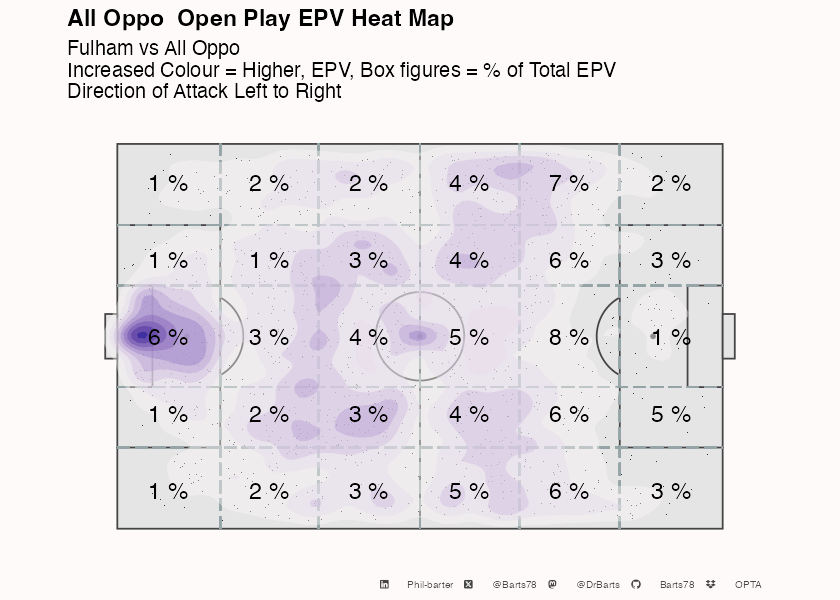 All Oppo  Open Play EPV Heat Map
Fulham vs All Oppo
Increased Colour = Higher, EPV, Box figures = % of Total EPV
Direction of Attack Left to Right
1 % 2 % 2 % 4 % 7 % 2 %
1 % 1 % 3 % 4 % 6 % 3 %
6 % 3 % 4 % 5 % 8 % 1 %
1 % 2 % 3 % 4 % 6 % 5 %
1 % 2 % 3 % 5 % 6 % 3 %
Phil-barter @Barts78 @DrBarts Barts78 OPTA